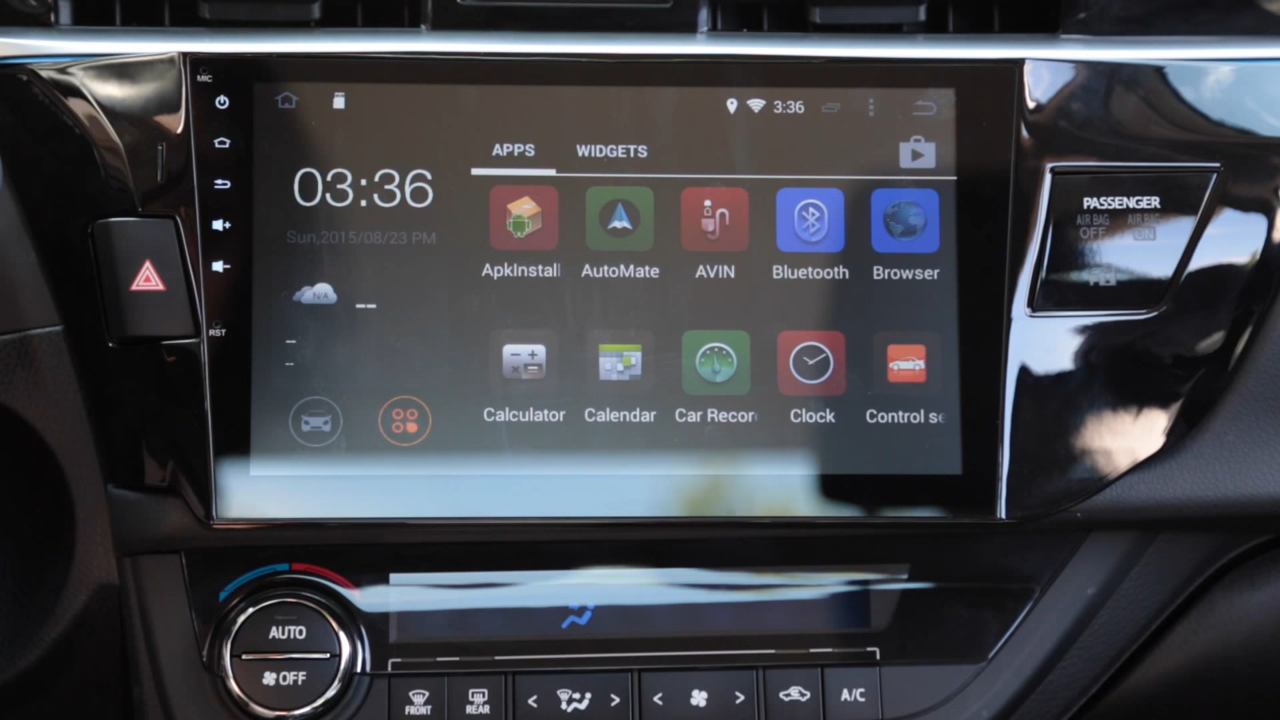 MIC
3:36
APPS WIDGETS
03:36
Sun,2015/08/23 PM
ApkInstall AutoMate AVIN Bluetooth Browser
N/A
RST
Calculator Calendar Car Recor Clock Control se
PASSENGER
AIR BAG AIR BAG
OFF ON
AUTO
OFF
FRONT REAR A/C